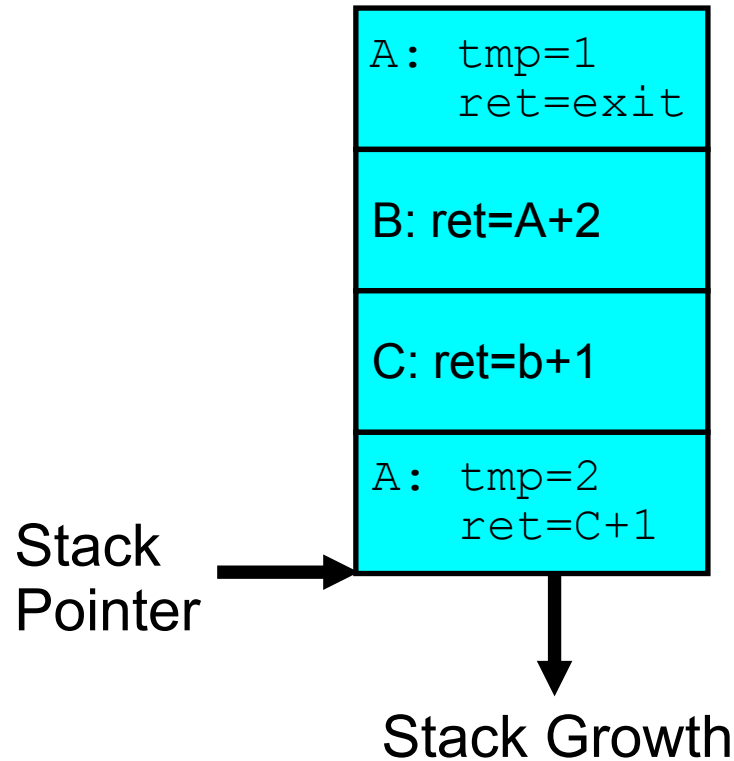 A: tmp=1
ret=exit
B: ret=A+2
C: ret=b+1
A: tmp=2
ret=C+1
Stack
Pointer
Stack Growth